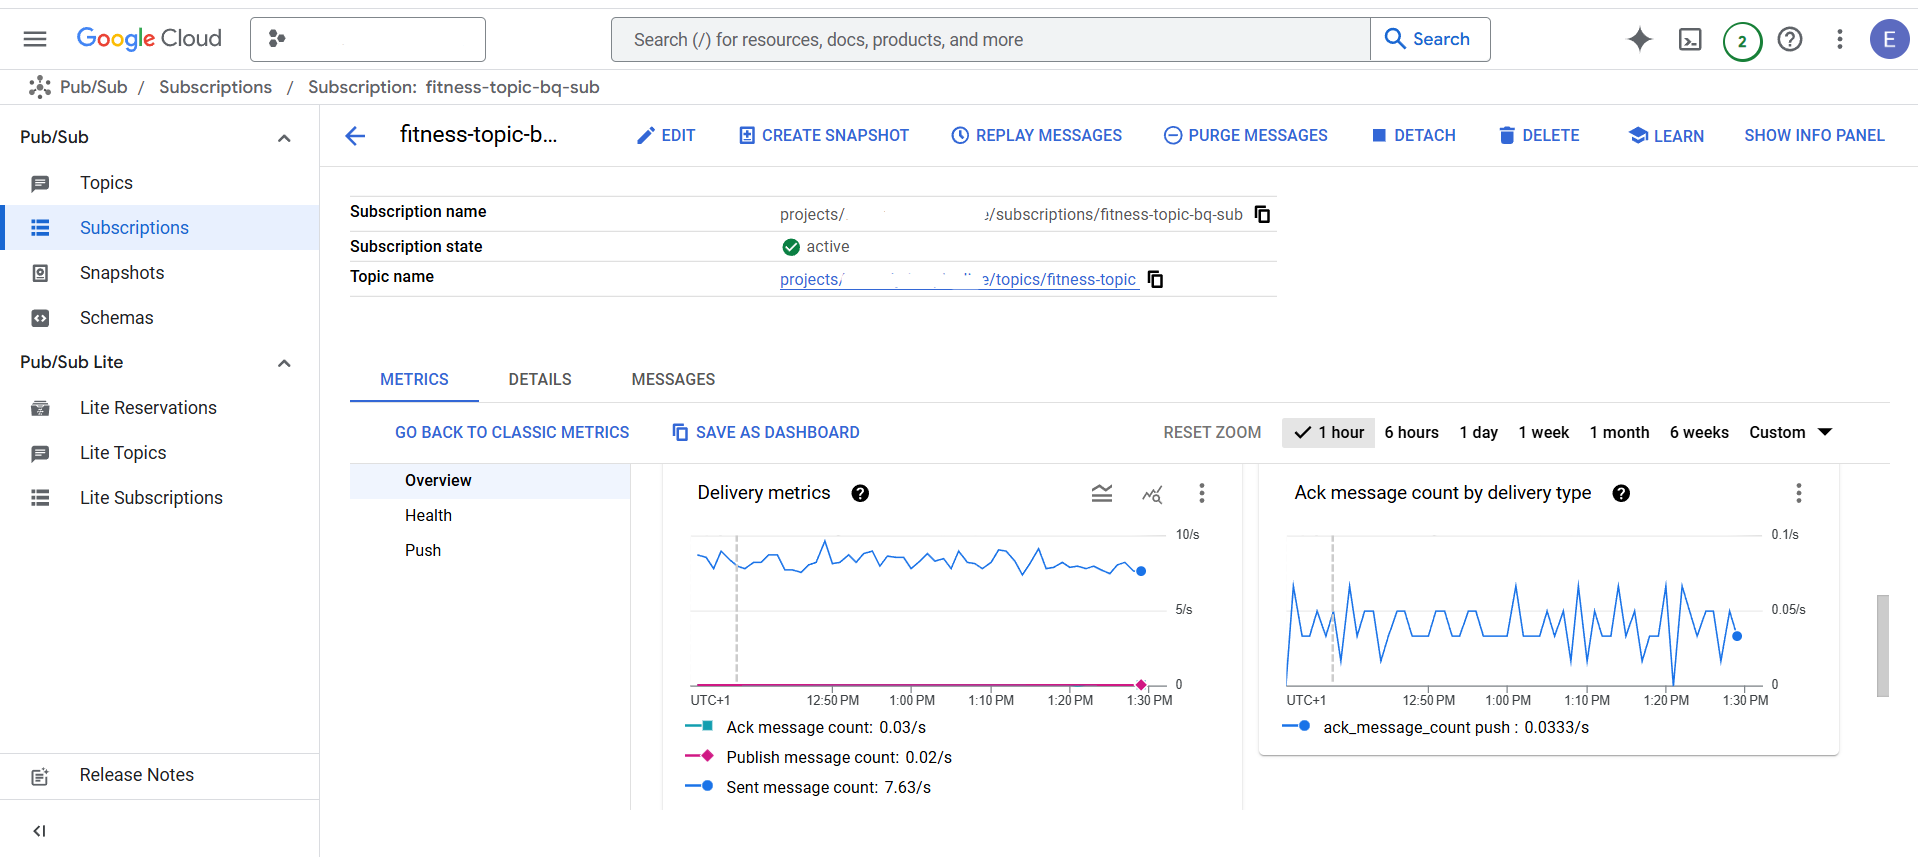 Google Cloud
Search (/) for resources, docs, products, and more
Search
2
E
Pub/Sub / Subscriptions / Subscription: fitness-topic-bq-sub
Pub/Sub
Topics
Subscriptions
Snapshots
Schemas
Pub/Sub Lite
Lite Reservations
Lite Topics
Lite Subscriptions
Release Notes
fitness-topic-b... EDIT CREATE SNAPSHOT REPLAY MESSAGES PURGE MESSAGES DETACH DELETE LEARN SHOW INFO PANEL
Subscription name projects/ /subscriptions/fitness-topic-bq-sub
Subscription state active
Topic name projects/ e/topics/fitness-topic
METRICS DETAILS MESSAGES
GO BACK TO CLASSIC METRICS SAVE AS DASHBOARD RESET ZOOM 1 hour 6 hours 1 day 1 week 1 month 6 weeks Custom
Overview
Health
Push
Delivery metrics
10/s
5/s
0
UTC+1 12:50 PM 1:00 PM 1:10 PM 1:20 PM 1:30 PM
Ack message count: 0.03/s
Publish message count: 0.02/s
Sent message count: 7.63/s
Ack message count by delivery type
0.1/s
0.05/s
0
UTC+1 12:50 PM 1:00 PM 1:10 PM 1:20 PM 1:30 PM
ack_message_count push : 0.0333/s